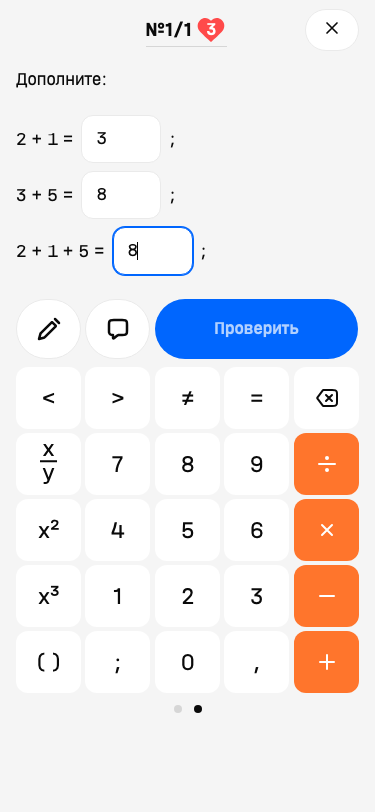 №1/1 3
Дополните:
2 + 1 = 3 ;
3 + 5 = 8 ;
2 + 1 + 5 = 8 ;
Проверить
< > ≠ =
x/y 7 8 9 ÷
x² 4 5 6 ×
x³ 1 2 3 −
( ) ; 0 , +